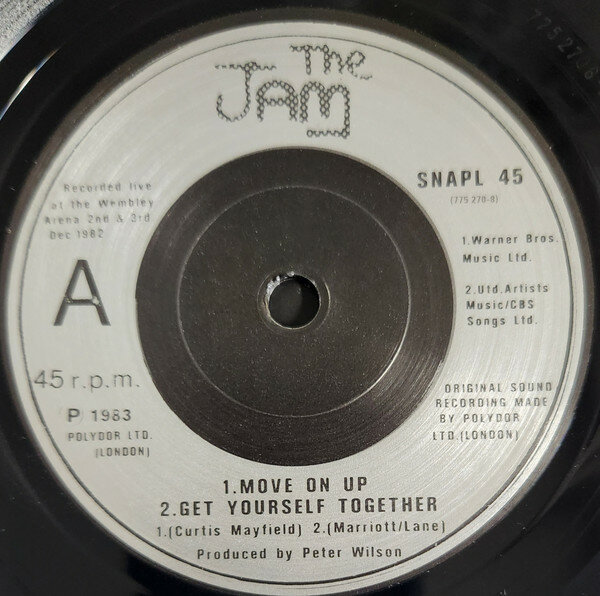 The
JAM
7752706
SNAPL 45
(775 270-8)
Recorded live
at the Wembley
Arena 2nd & 3rd
Dec 1982
1.Warner Bros.
Music Ltd.
2.Utd.Artists
Music/CBS
Songs Ltd.
A
45 r.p.m.
P 1983
POLYDOR LTD.
(LONDON)
ORIGINAL SOUND
RECORDING MADE
BY POLYDOR
LTD.(LONDON)
1.MOVE ON UP
2.GET YOURSELF TOGETHER
1.(Curtis Mayfield) 2.(Marriott/Lane)
Produced by Peter Wilson